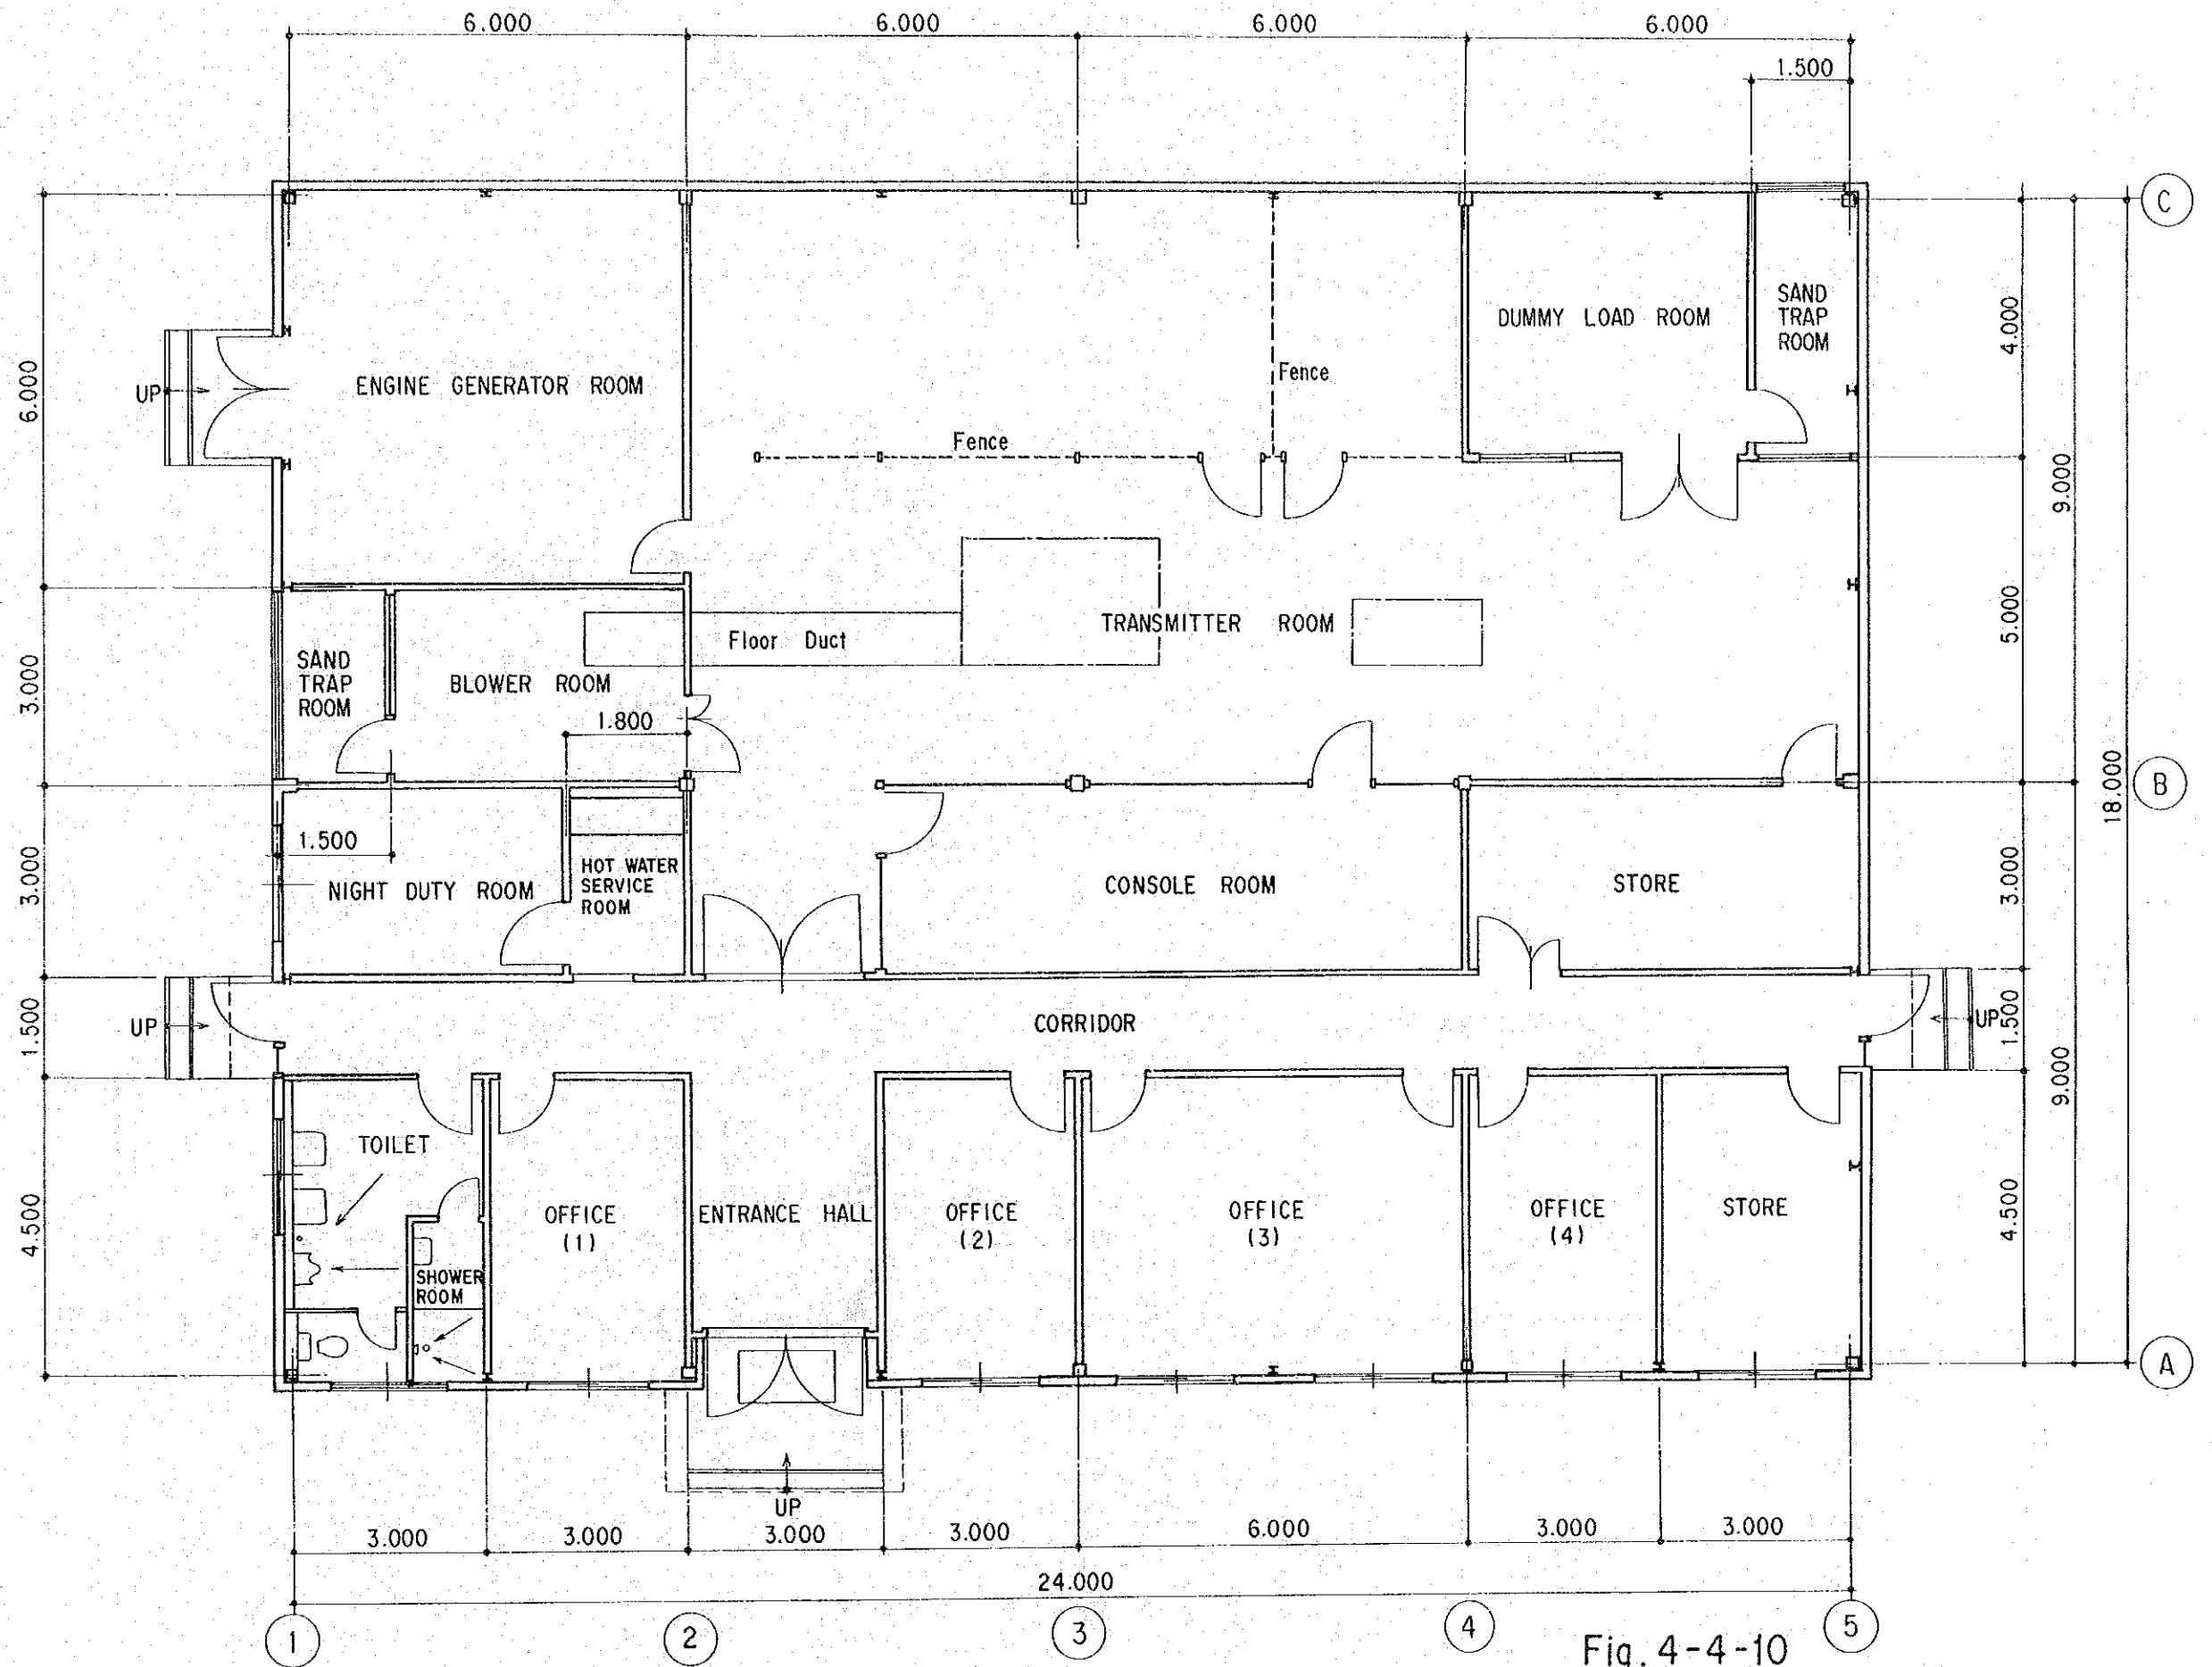 6.000
6.000
6.000
6.000
1.500
C
SAND
TRAP
ROOM
DUMMY LOAD ROOM
4.000
6.000
UP
ENGINE GENERATOR ROOM
Fence
Fence
9.000
TRANSMITTER ROOM
5.000
Floor Duct
SAND
TRAP
ROOM
BLOWER ROOM
3.000
1.800
B
18.000
1.500
3.000
NIGHT DUTY ROOM
HOT WATER
SERVICE
ROOM
CONSOLE ROOM
STORE
3.000
UP
1.500
CORRIDOR
UP
1.500
9.000
TOILET
4.500
OFFICE
(1)
ENTRANCE HALL
OFFICE
(2)
OFFICE
(3)
OFFICE
(4)
STORE
4.500
SHOWER
ROOM
A
UP
3.000
3.000
3.000
3.000
6.000
3.000
3.000
24.000
1
2
3
4
5
Fig. 4-4-10